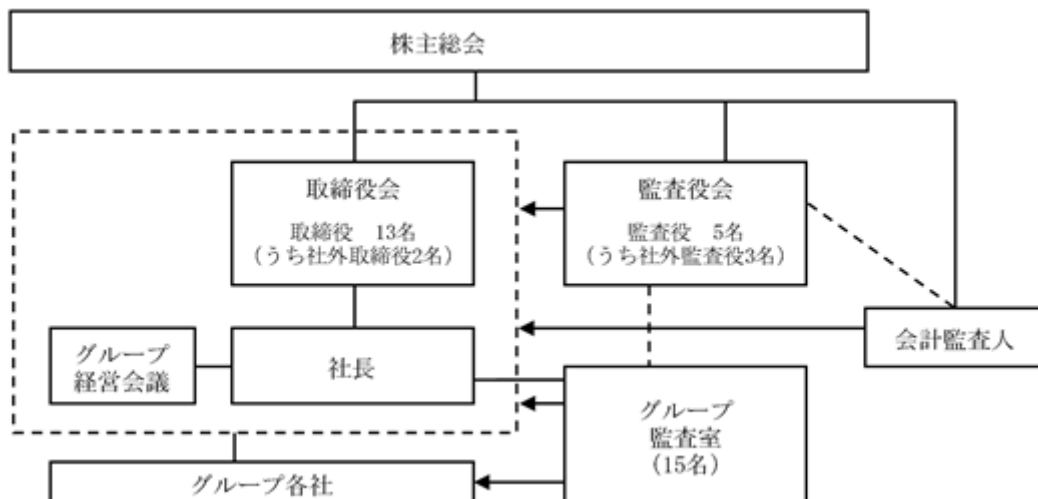 株主総会
取締役会
取締役　13名
（うち社外取締役2名）
監査役会
監査役　5名
（うち社外監査役3名）
会計監査人
グループ
経営会議
社長
グループ
監査室
（15名）
グループ各社